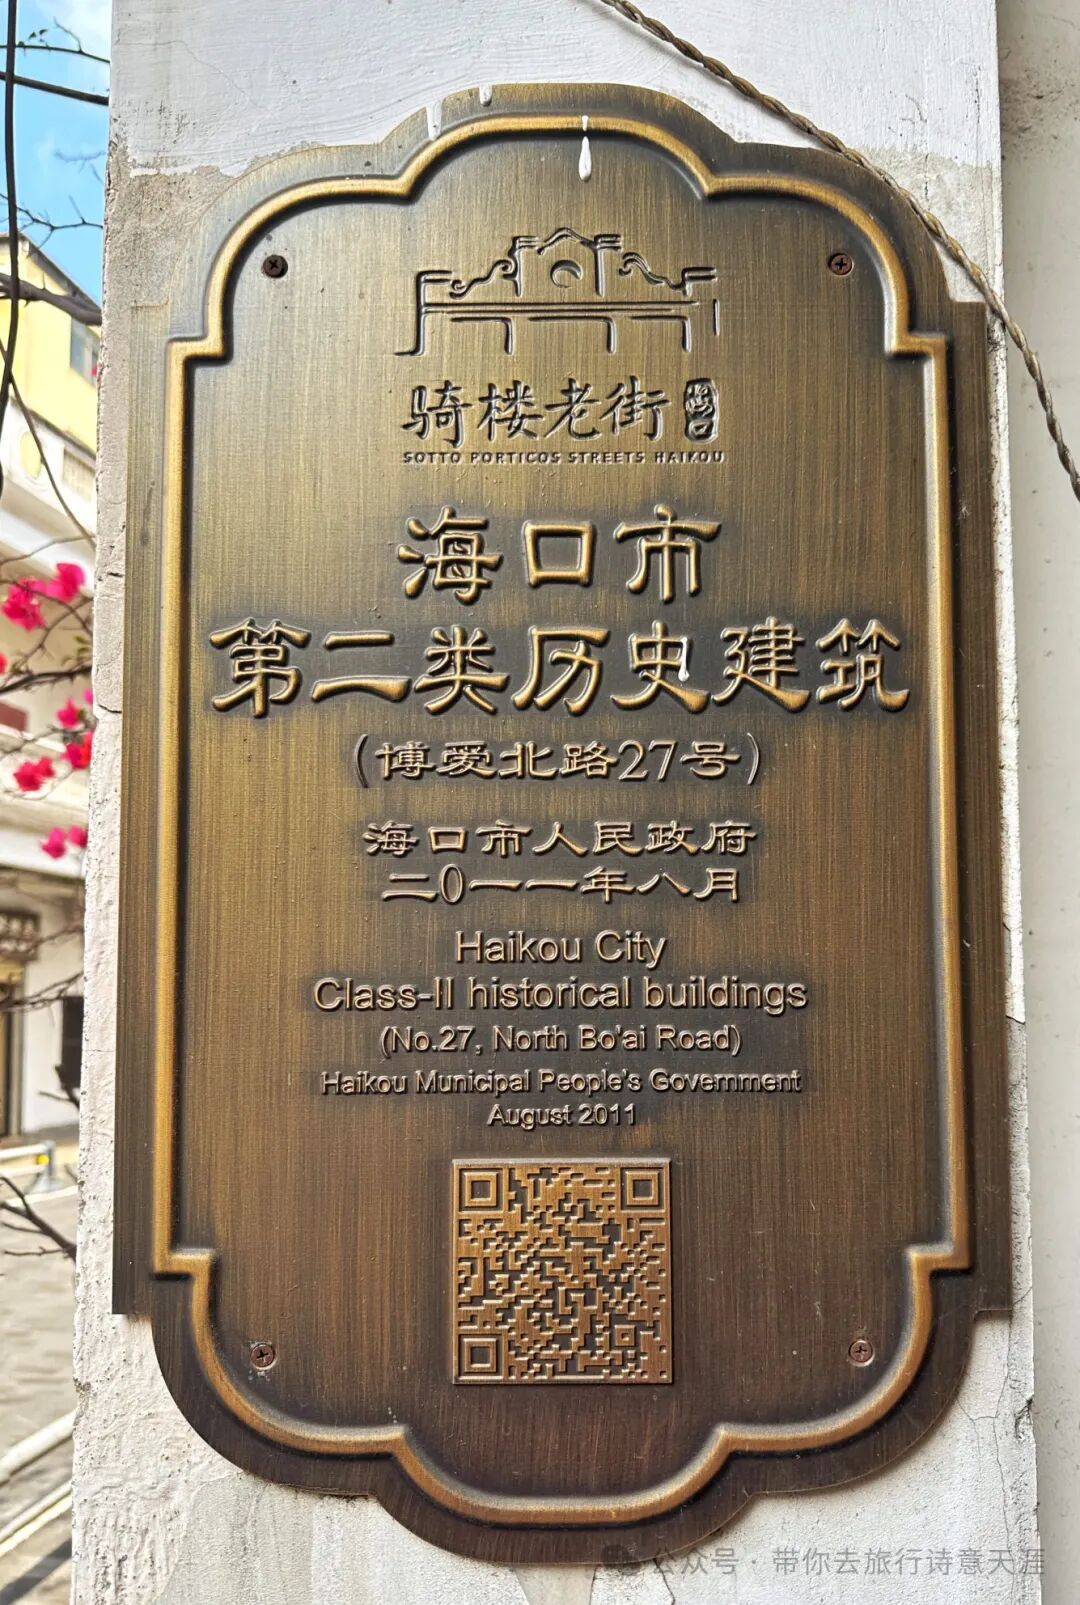 骑楼老街 海口
SOTTO PORTICOS STREETS HAIKOU
海口市
第二类历史建筑
(博爱北路27号)
海口市人民政府
二0一一年八月
Haikou City
Class-II historical buildings
(No.27, North Bo'ai Road)
Haikou Municipal People's Government
August 2011
公众号·带你去旅行诗意天涯